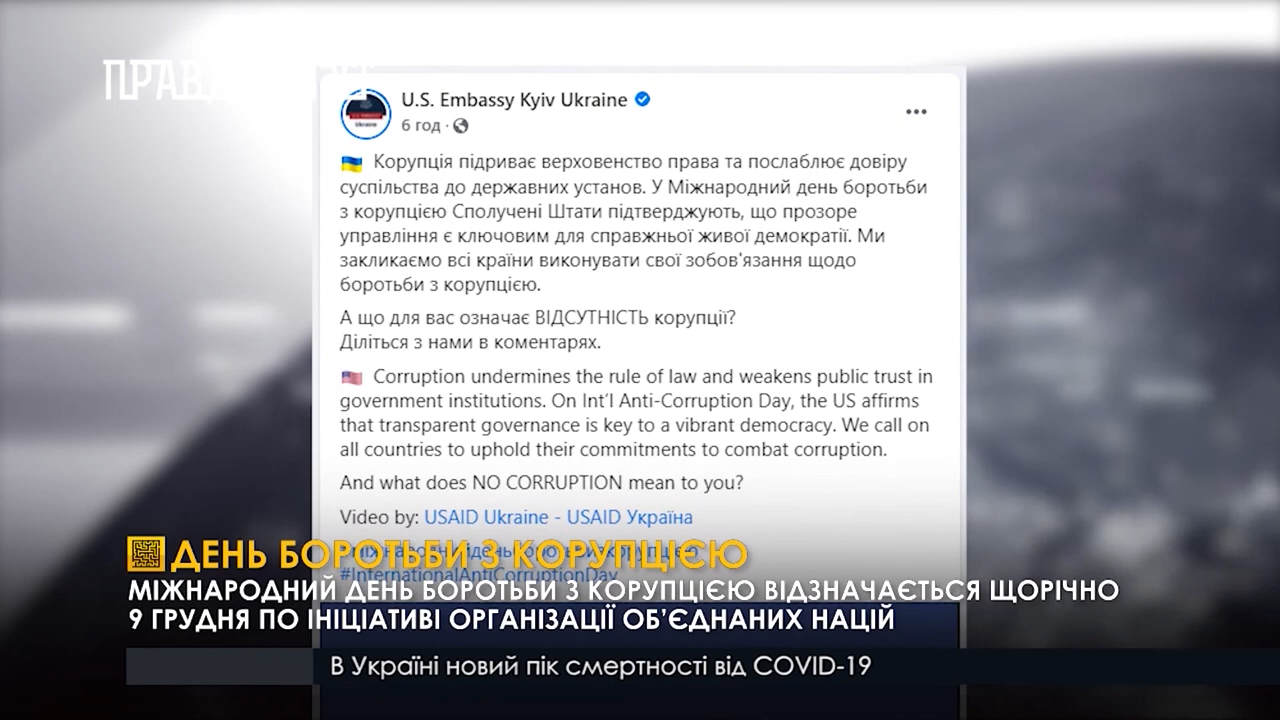 U.S. Embassy Kyiv Ukraine
6 год ·
Корупція підриває верховенство права та послаблює довіру
суспільства до державних установ. У Міжнародний день боротьби
з корупцією Сполучені Штати підтверджують, що прозоре
управління є ключовим для справжньої живої демократії. Ми
закликаємо всі країни виконувати свої зобов'язання щодо
боротьби з корупцією.
А що для вас означає ВІДСУТНІСТЬ корупції?
Діліться з нами в коментарях.
Corruption undermines the rule of law and weakens public trust in
government institutions. On Int’l Anti-Corruption Day, the US affirms
that transparent governance is key to a vibrant democracy. We call on
all countries to uphold their commitments to combat corruption.
And what does NO CORRUPTION mean to you?
Video by: USAID Ukraine - USAID Україна
#InternationalAntiCorruptionDay
ДЕНЬ БОРОТЬБИ З КОРУПЦІЄЮ
МІЖНАРОДНИЙ ДЕНЬ БОРОТЬБИ З КОРУПЦІЄЮ ВІДЗНАЧАЄТЬСЯ ЩОРІЧНО
9 ГРУДНЯ ПО ІНІЦІАТИВІ ОРГАНІЗАЦІЇ ОБ’ЄДНАНИХ НАЦІЙ
В Україні новий пік смертності від COVID-19